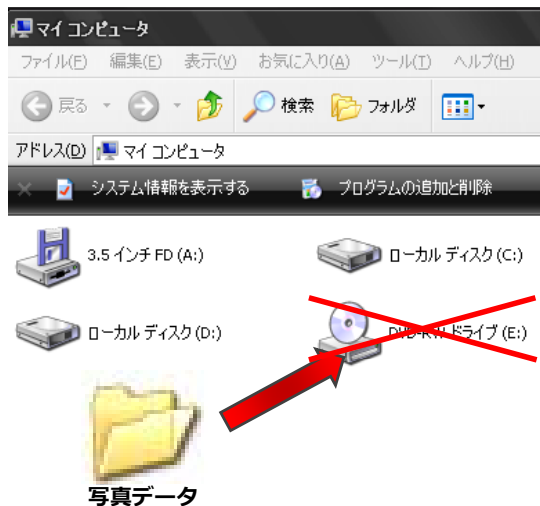 マイ コンピュータ
ファイル(F) 編集(E) 表示(V) お気に入り(A) ツール(T) ヘルプ(H)
戻る 検索 フォルダ
アドレス(D) マイ コンピュータ
システム情報を表示する プログラムの追加と削除
3.5 インチ FD (A:) ローカル ディスク (C:)
ローカル ディスク (D:) ドライブ (E:)
写真データ